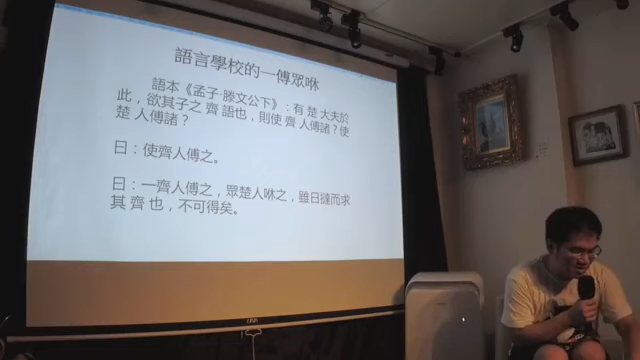 語言學校的一傅眾咻
語本《孟子·滕文公下》:有 楚 大夫於
此,欲其子之 齊 語也,則使 齊 人傅諸?使
楚 人傅諸?
曰:使齊人傅之。
曰:一齊人傅之,眾楚人咻之,雖日撻而求
其 齊 也,不可得矣。